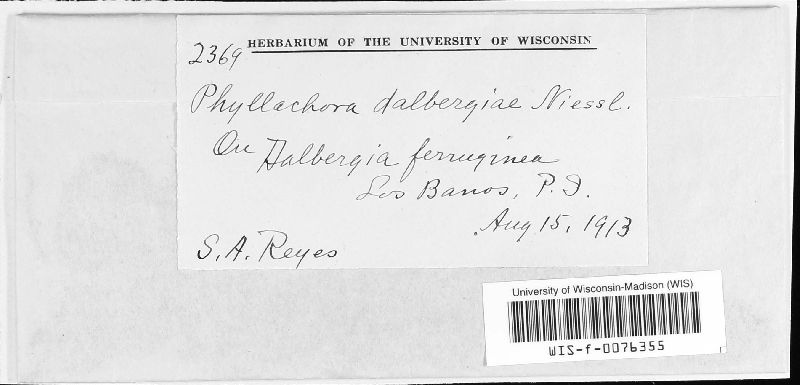 HERBARIUM OF THE UNIVERSITY OF WISCONSIN
2369
Phyllachora dalbergiae Niessl.
On Dalbergia ferruginea
Los Banos, P. I.
Aug 15, 1913
S. A. Reyes
University of Wisconsin-Madison (WIS)
WIS-f-0076355